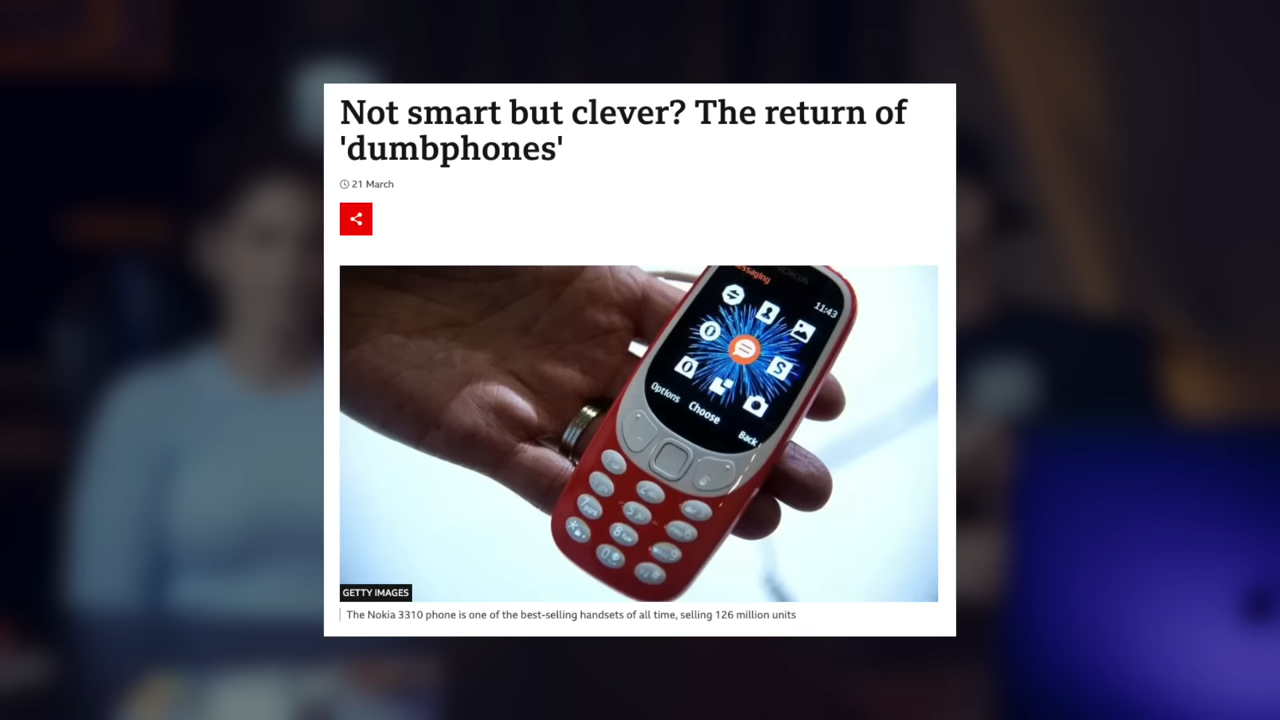 Not smart but clever? The return of
'dumbphones'
21 March
essaging
NOKIA
11:43
Options
Choose
Back
GETTY IMAGES
The Nokia 3310 phone is one of the best-selling handsets of all time, selling 126 million units